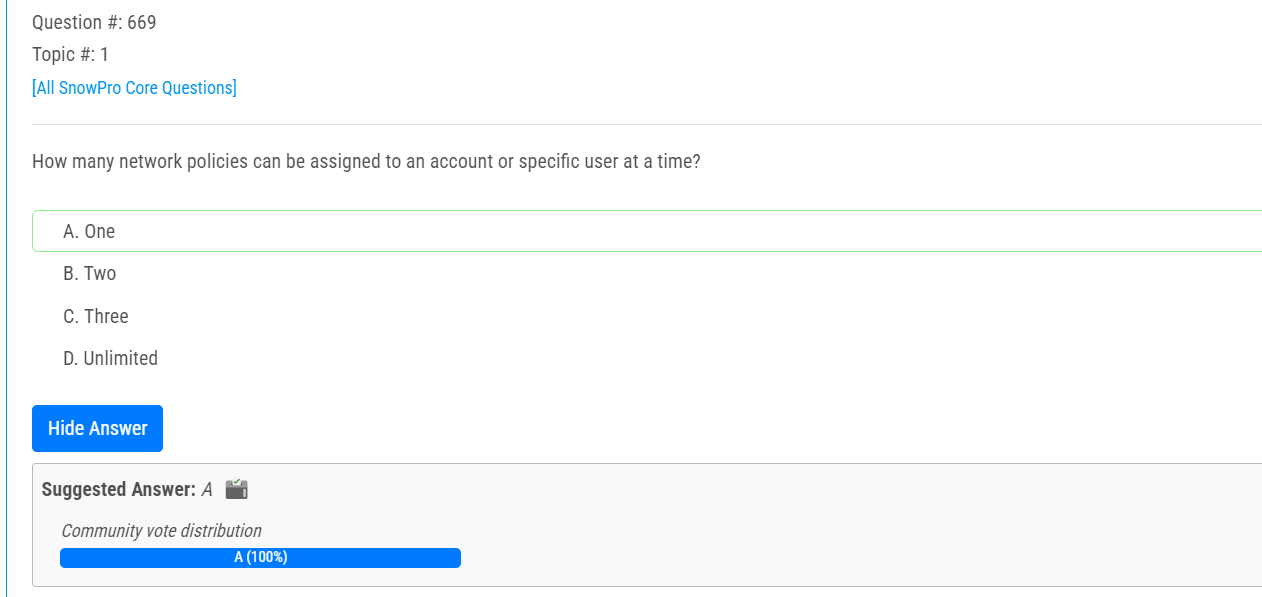 Question #: 669
Topic #: 1
[All SnowPro Core Questions]
How many network policies can be assigned to an account or specific user at a time?
A. One
B. Two
C. Three
D. Unlimited
Hide Answer
Suggested Answer: A
Community vote distribution
A (100%)